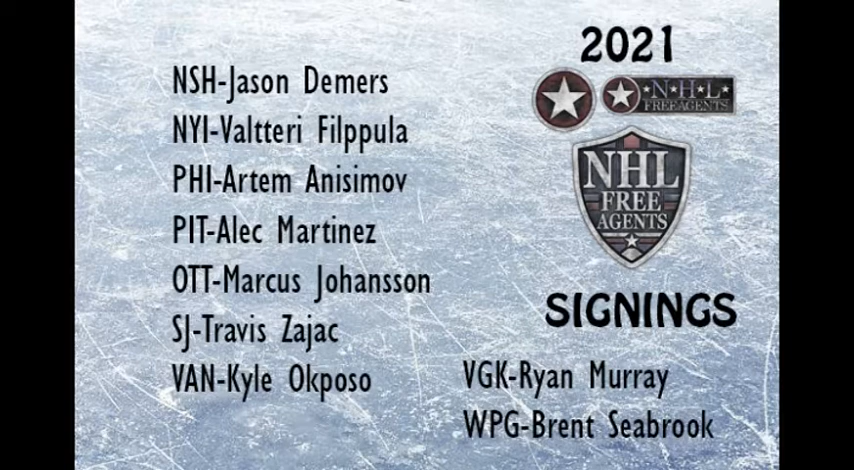 NSH-Jason Demers
NYI-Valtteri Filppula
PHI-Artem Anisimov
PIT-Alec Martinez
OTT-Marcus Johansson
SJ-Travis Zajac
VAN-Kyle Okposo
2021
N★H★L
FREE AGENTS
NHL
FREE
AGENTS
SIGNINGS
VGK-Ryan Murray
WPG-Brent Seabrook